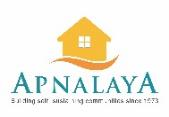 APNALAYA
Building self sustaining communities since 1973